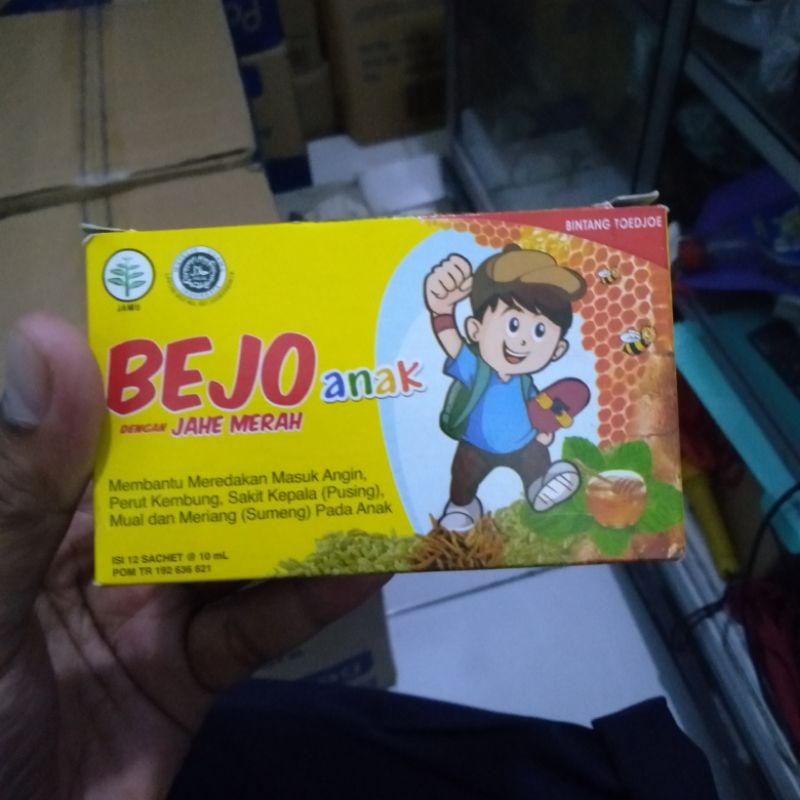 BINTANG TOEDJOE
JAMU
BEJO anak
DENGAN JAHE MERAH
Membantu Meredakan Masuk Angin,
Perut Kembung, Sakit Kepala (Pusing),
Mual dan Meriang (Sumeng) Pada Anak
ISI 12 SACHET @ 10 mL
POM TR 192 636 621